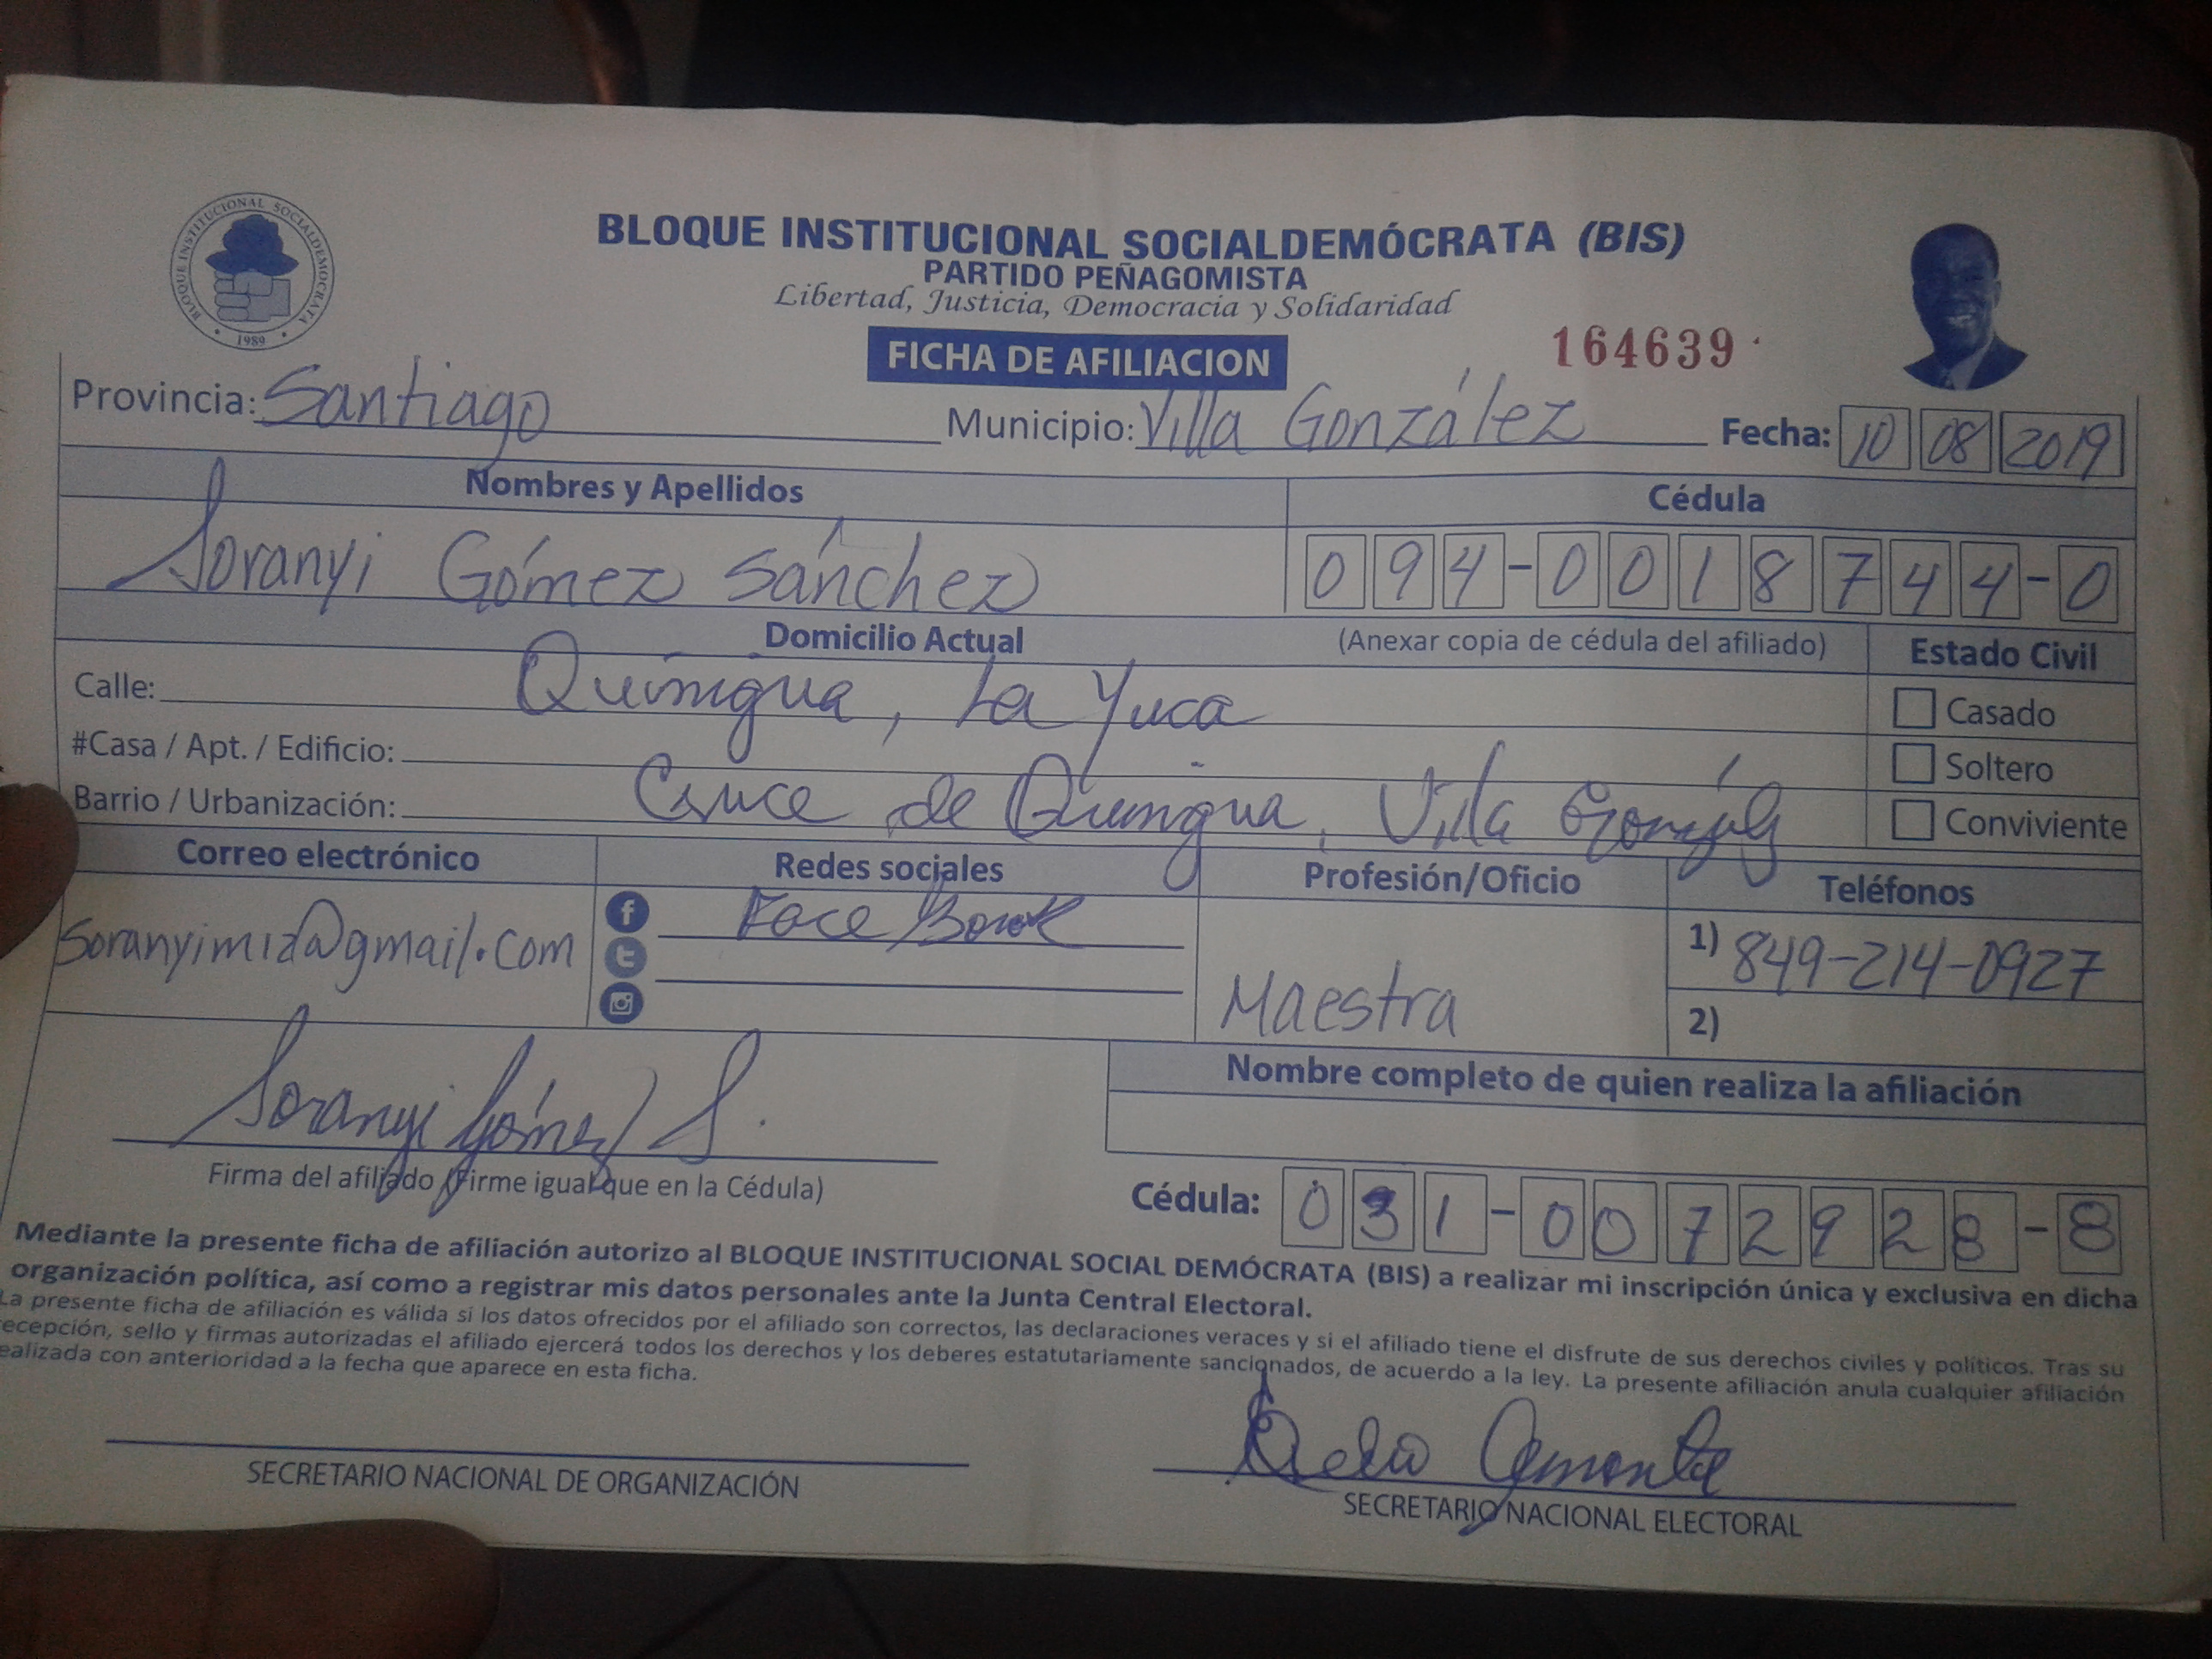 BLOQUE INSTITUCIONAL SOCIALDEMOCRATA
1989
BLOQUE INSTITUCIONAL SOCIALDEMÓCRATA (BIS)
PARTIDO PEÑAGOMISTA
Libertad, Justicia, Democracia y Solidaridad
FICHA DE AFILIACION
164639
Provincia: Santiago Municipio: Villa González Fecha: 10 08 2019
Nombres y Apellidos Cédula
Soranyi Gómez Sánchez 094-0018744-0
Domicilio Actual (Anexar copia de cédula del afiliado) Estado Civil
Calle: Quinigua, La Yuca Casado
#Casa / Apt. / Edificio: Soltero
Barrio / Urbanización: Cruce de Quinigua, Villa González Conviviente
Correo electrónico Redes sociales Profesión/Oficio Teléfonos
soranyimid@gmail.com Face Book Maestra 1) 849-214-0927
2)
Nombre completo de quien realiza la afiliación
Soranyi Gómez S.
Firma del afiliado (Firme igual que en la Cédula)
Cédula: 031-0072928-8
Mediante la presente ficha de afiliación autorizo al BLOQUE INSTITUCIONAL SOCIAL DEMÓCRATA (BIS) a realizar mi inscripción única y exclusiva en dicha
organización política, así como a registrar mis datos personales ante la Junta Central Electoral.
La presente ficha de afiliación es válida si los datos ofrecidos por el afiliado son correctos, las declaraciones veraces y si el afiliado tiene el disfrute de sus derechos civiles y políticos. Tras su
recepción, sello y firmas autorizadas el afiliado ejercerá todos los derechos y los deberes estatutariamente sancionados, de acuerdo a la ley. La presente afiliación anula cualquier afiliación
realizada con anterioridad a la fecha que aparece en esta ficha.
SECRETARIO NACIONAL DE ORGANIZACIÓN
SECRETARIO NACIONAL ELECTORAL